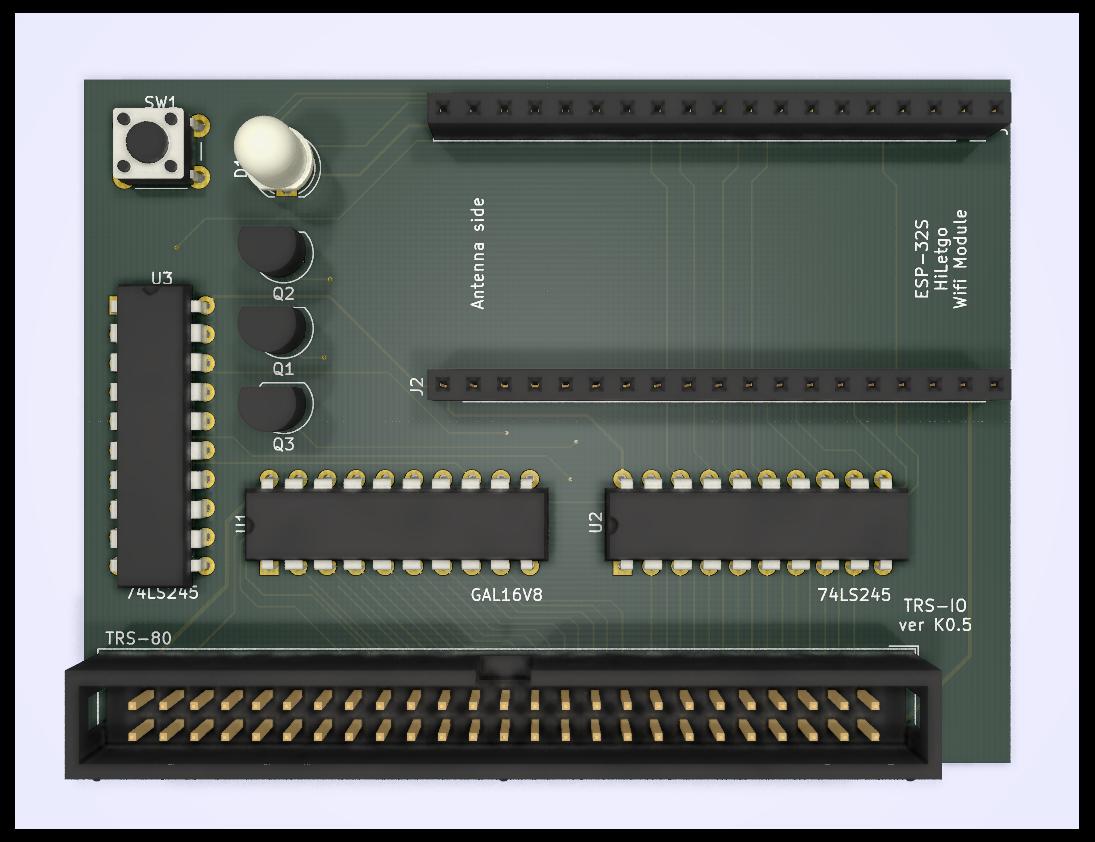 SW1
D1
Antenna side
ESP-32S
HiLetgo
Wifi Module
U3
Q2
Q1
J2
Q3
U1
U2
74LS245
GAL16V8
74LS245
TRS-IO
ver K0.5
TRS-80